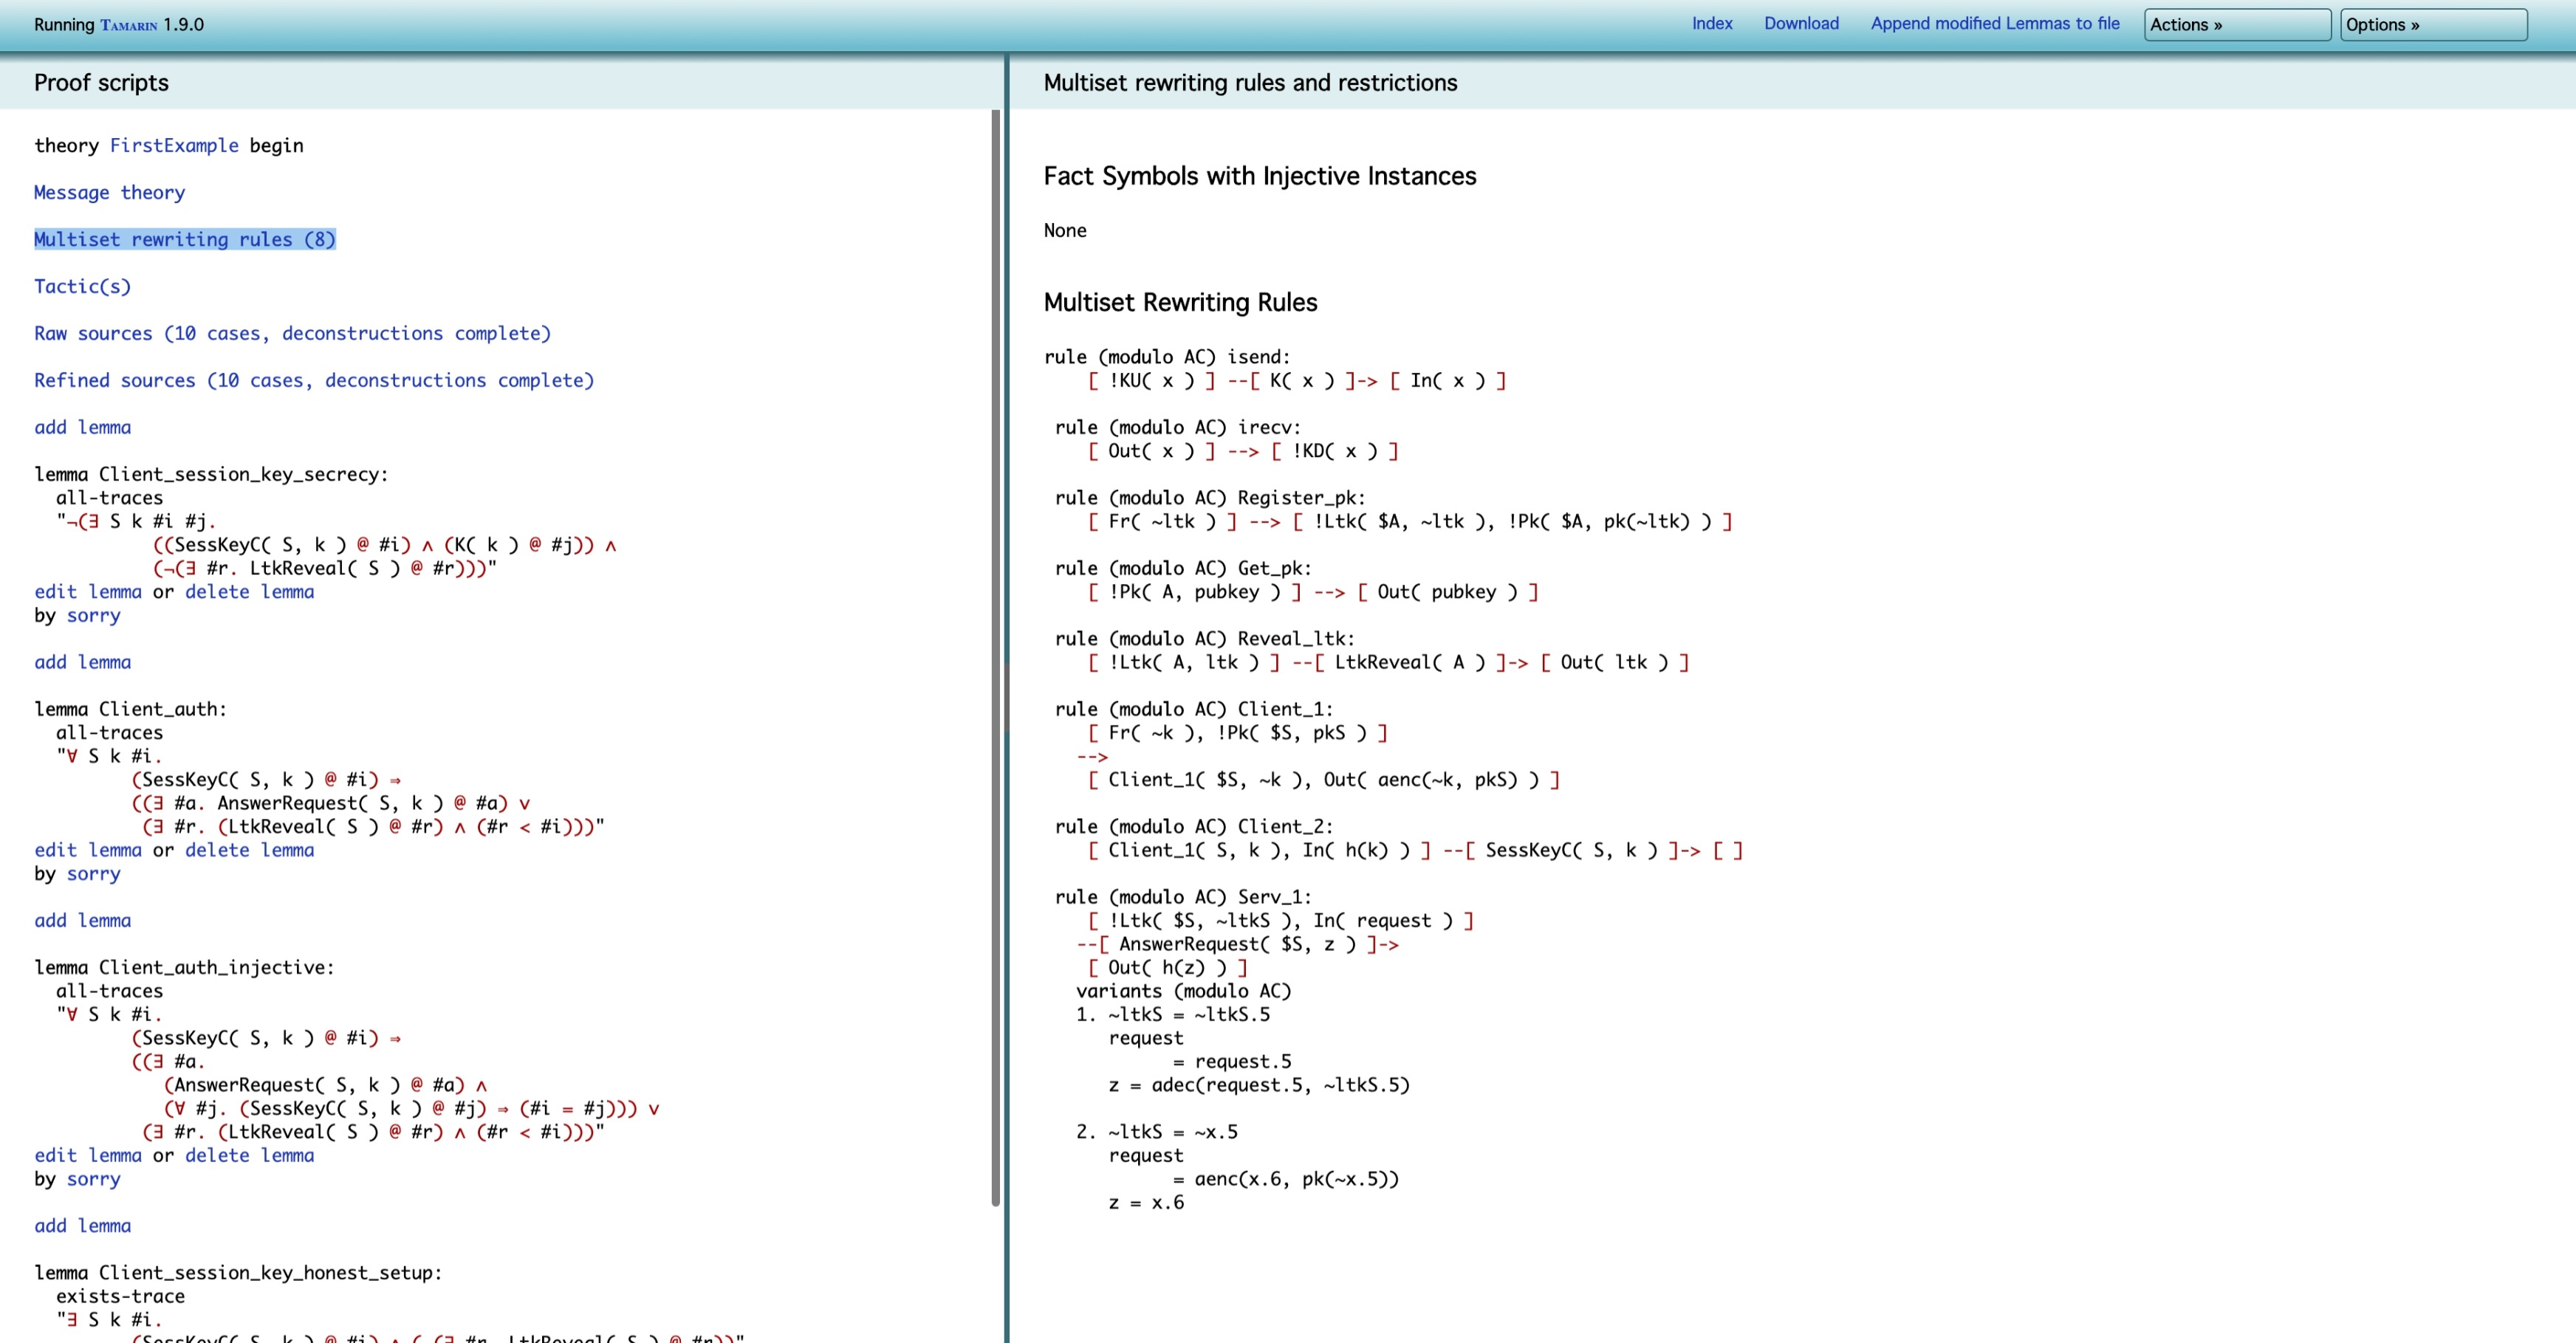 Running TAMARIN 1.9.0
Index Download Append modified Lemmas to file Actions » Options »
Proof scripts
theory FirstExample begin
Message theory
Multiset rewriting rules (8)
Tactic(s)
Raw sources (10 cases, deconstructions complete)
Refined sources (10 cases, deconstructions complete)
add lemma
lemma Client_session_key_secrecy:
all-traces
"¬(∃ S k #i #j.
((SessKeyC( S, k ) @ #i) ∧ (K( k ) @ #j)) ∧
(¬(∃ #r. LtkReveal( S ) @ #r)))"
edit lemma or delete lemma
by sorry
add lemma
lemma Client_auth:
all-traces
"∀ S k #i.
(SessKeyC( S, k ) @ #i) ⇒
((∃ #a. AnswerRequest( S, k ) @ #a) ∨
(∃ #r. (LtkReveal( S ) @ #r) ∧ (#r < #i)))"
edit lemma or delete lemma
by sorry
add lemma
lemma Client_auth_injective:
all-traces
"∀ S k #i.
(SessKeyC( S, k ) @ #i) ⇒
((∃ #a.
(AnswerRequest( S, k ) @ #a) ∧
(∀ #j. (SessKeyC( S, k ) @ #j) ⇒ (#i = #j))) ∨
(∃ #r. (LtkReveal( S ) @ #r) ∧ (#r < #i)))"
edit lemma or delete lemma
by sorry
add lemma
lemma Client_session_key_honest_setup:
exists-trace
"∃ S k #i.
(SessKeyC( S, k ) @ #i) ∧ (¬(∃ #r. LtkReveal( S ) @ #r))"
Multiset rewriting rules and restrictions
Fact Symbols with Injective Instances
None
Multiset Rewriting Rules
rule (modulo AC) isend:
[ !KU( x ) ] --[ K( x ) ]-> [ In( x ) ]
rule (modulo AC) irecv:
[ Out( x ) ] --> [ !KD( x ) ]
rule (modulo AC) Register_pk:
[ Fr( ~ltk ) ] --> [ !Ltk( $A, ~ltk ), !Pk( $A, pk(~ltk) ) ]
rule (modulo AC) Get_pk:
[ !Pk( A, pubkey ) ] --> [ Out( pubkey ) ]
rule (modulo AC) Reveal_ltk:
[ !Ltk( A, ltk ) ] --[ LtkReveal( A ) ]-> [ Out( ltk ) ]
rule (modulo AC) Client_1:
[ Fr( ~k ), !Pk( $S, pkS ) ]
-->
[ Client_1( $S, ~k ), Out( aenc(~k, pkS) ) ]
rule (modulo AC) Client_2:
[ Client_1( S, k ), In( h(k) ) ] --[ SessKeyC( S, k ) ]-> [ ]
rule (modulo AC) Serv_1:
[ !Ltk( $S, ~ltkS ), In( request ) ]
--[ AnswerRequest( $S, z ) ]->
[ Out( h(z) ) ]
variants (modulo AC)
1. ~ltkS = ~ltkS.5
request
= request.5
z = adec(request.5, ~ltkS.5)
2. ~ltkS = ~x.5
request
= aenc(x.6, pk(~x.5))
z = x.6